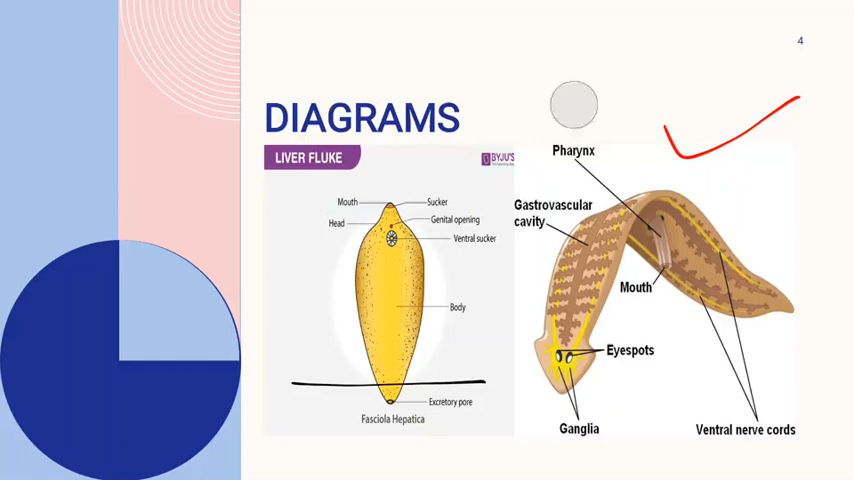 4
DIAGRAMS
LIVER FLUKE
BYJU'S
Mouth
Sucker
Head
Genital opening
Ventral sucker
Body
Excretory pore
Fasciola Hepatica
Pharynx
Gastrovascular
cavity
Mouth
Eyespots
Ganglia
Ventral nerve cords